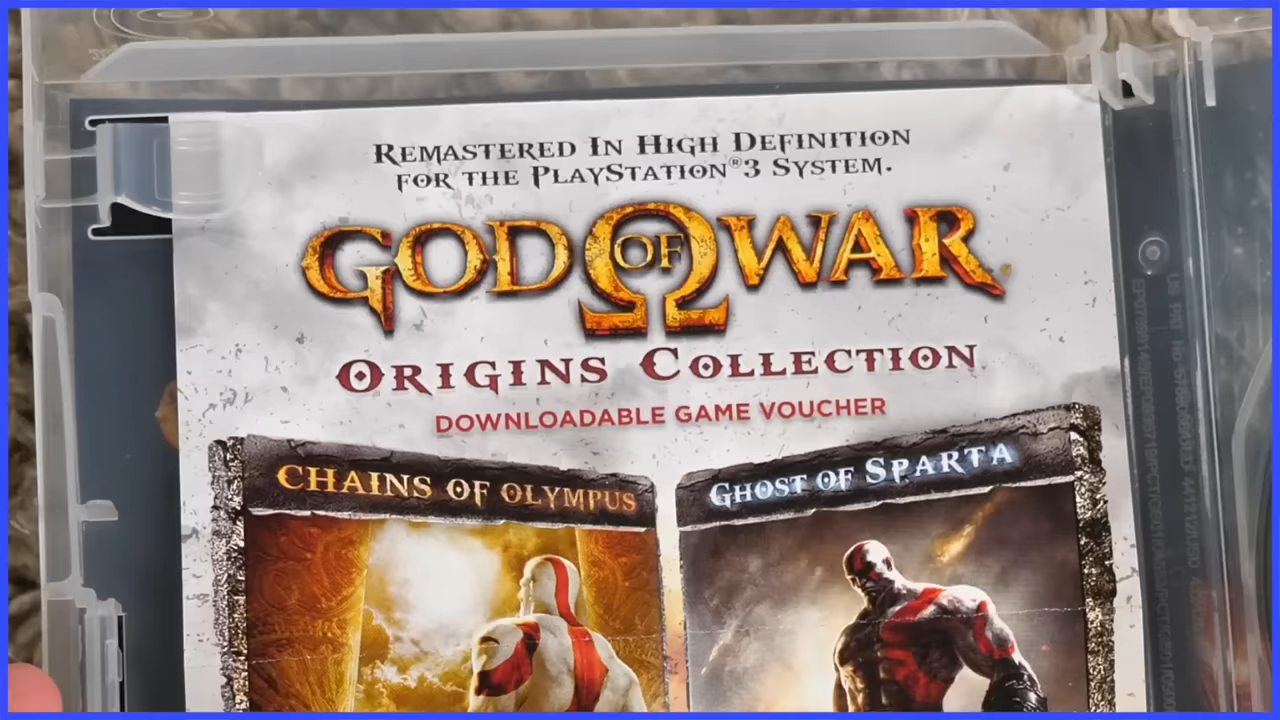 REMASTERED IN HIGH DEFINITION
FOR THE PLAYSTATION®3 SYSTEM.
GOD OF WAR
ORIGINS COLLECTION
DOWNLOADABLE GAME VOUCHER
CHAINS OF OLYMPUS
GHOST OF SPARTA